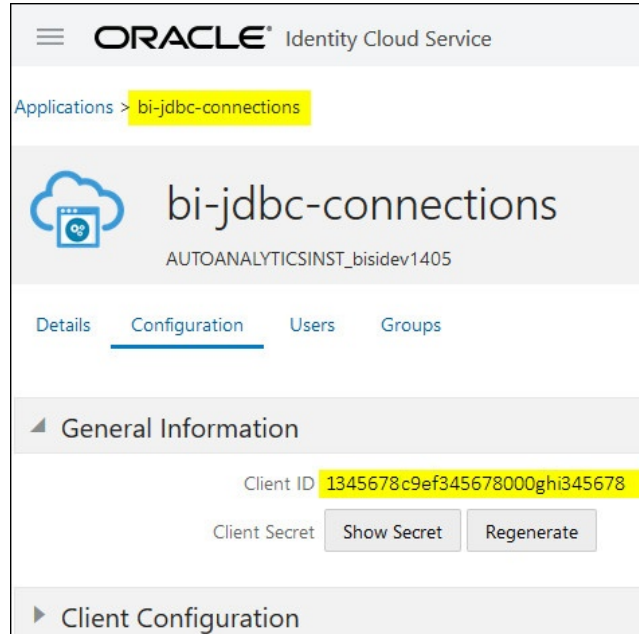 ORACLE® Identity Cloud Service
Applications > bi-jdbc-connections
bi-jdbc-connections
AUTOANALYTICSINST_bisidev1405
Details Configuration Users Groups
General Information
Client ID 1345678c9ef345678000ghi345678
Client Secret Show Secret Regenerate
Client Configuration